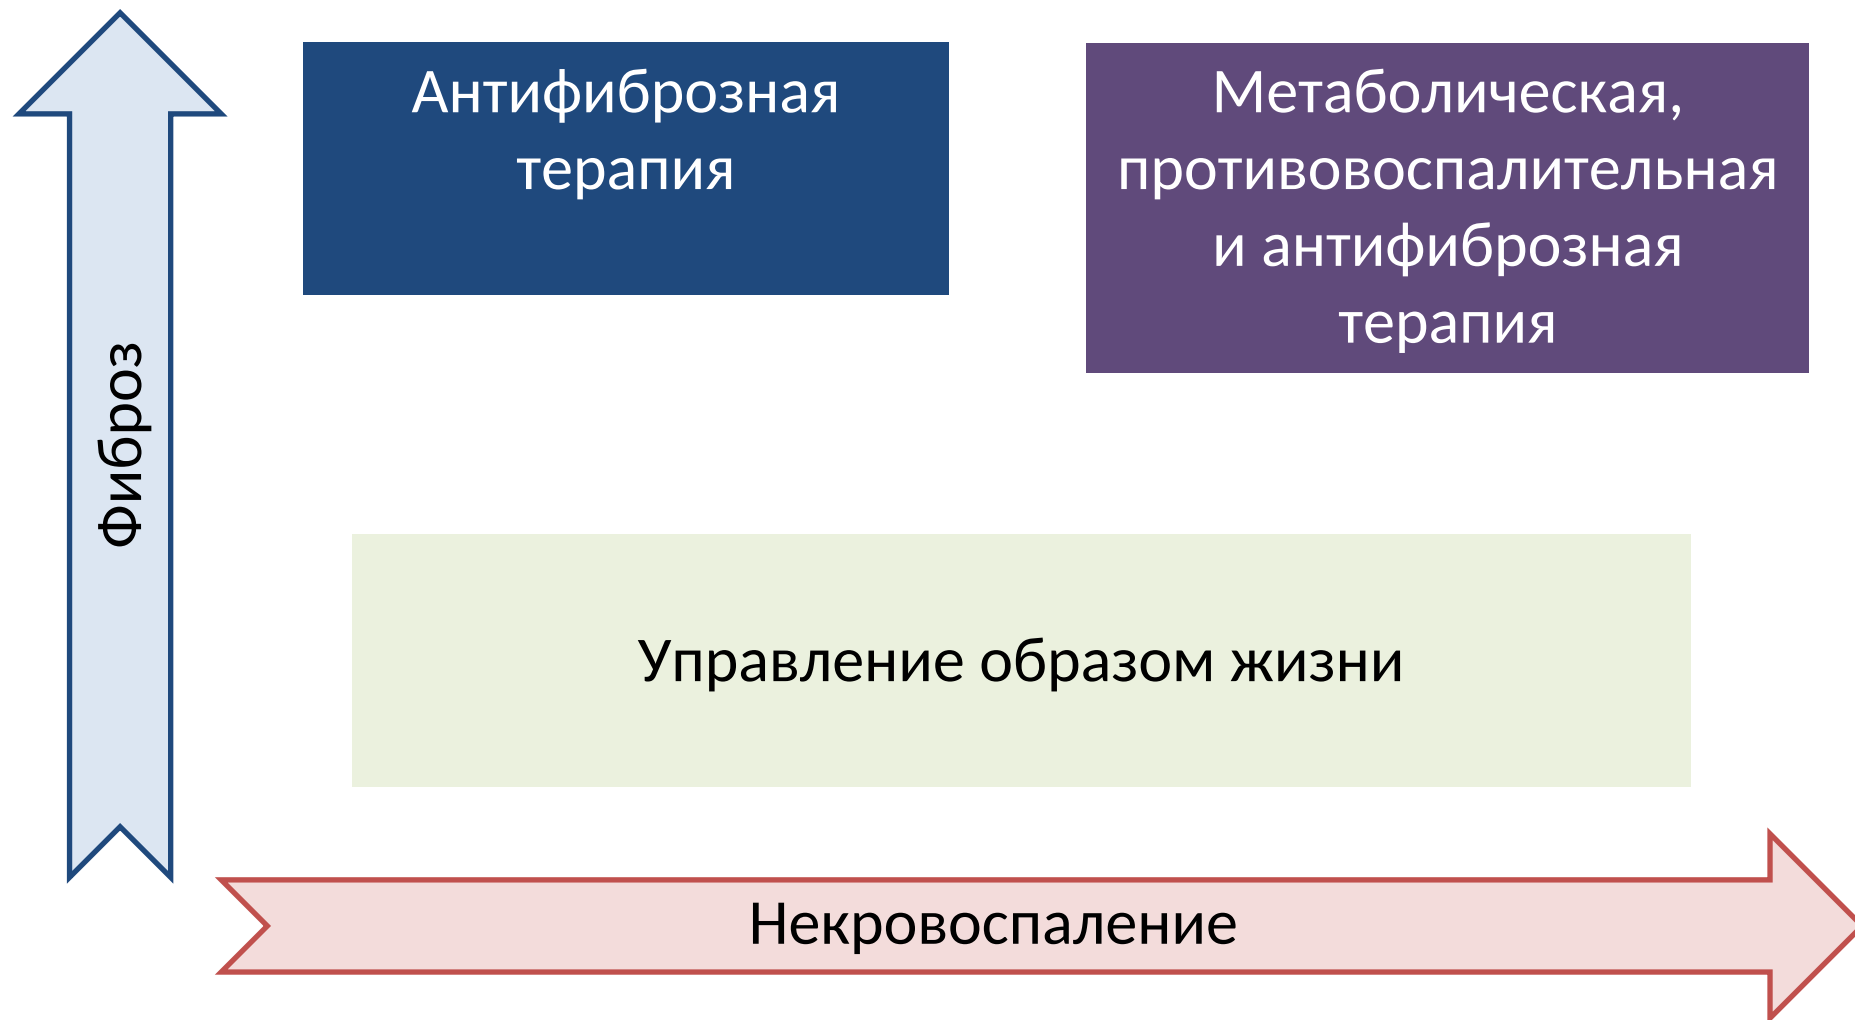 Антифиброзная
терапия
Метаболическая,
противовоспалительная
и антифиброзная
терапия
Фиброз
Управление образом жизни
Некровоспаление